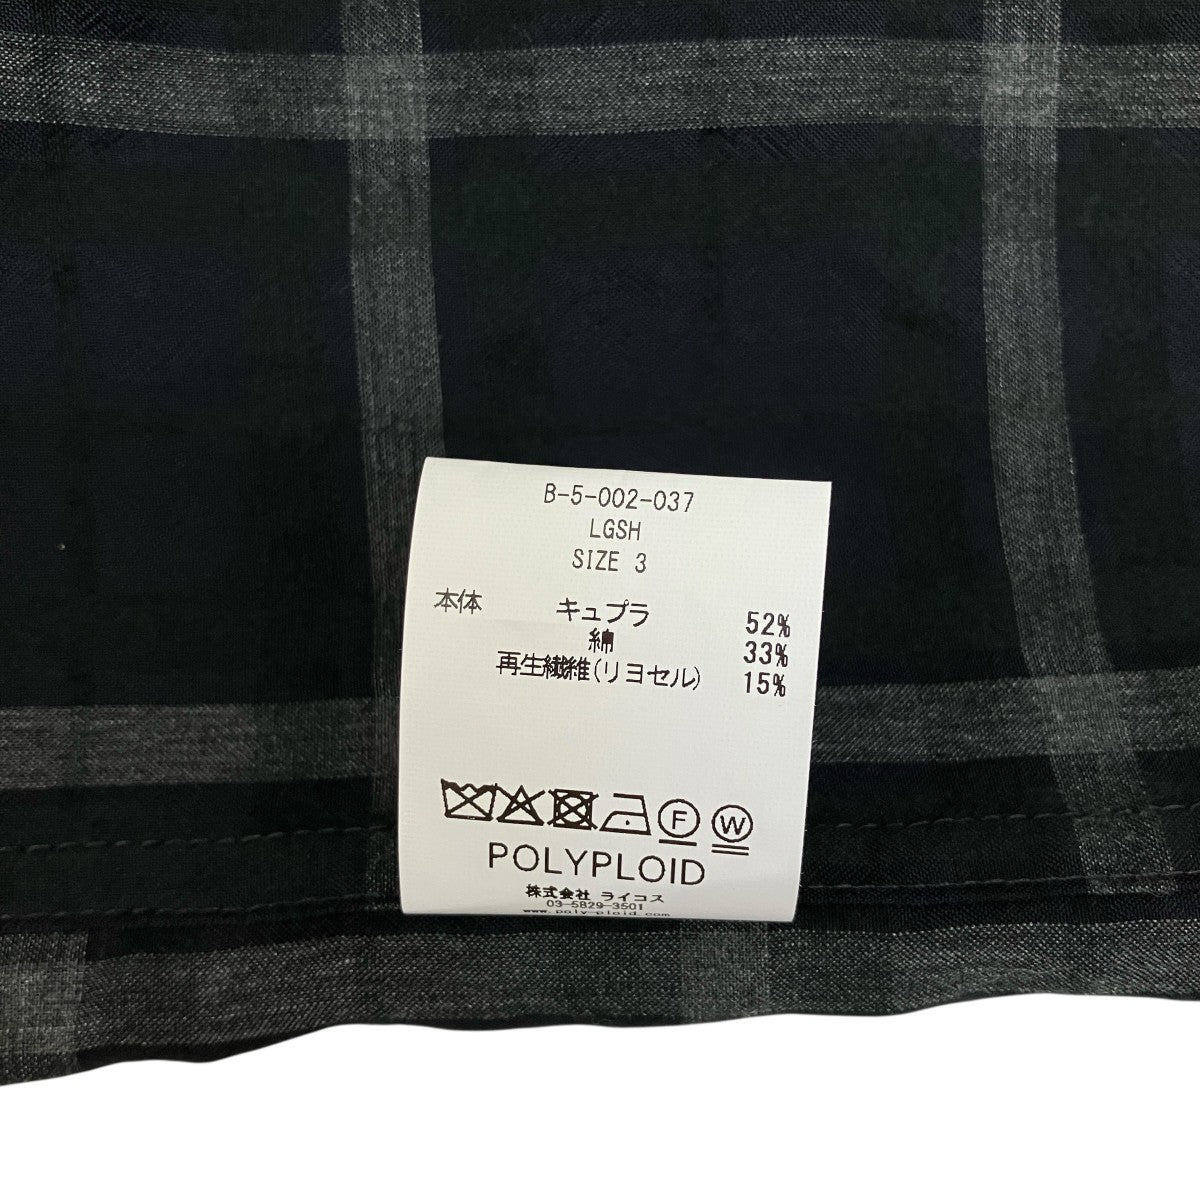 B-5-002-037
LGSH
SIZE 3
本体 キュプラ 52%
綿 33%
再生繊維(リヨセル) 15%
F W
POLYPLOID
株式会社 ライコス
03-5829-3501
www.poly-ploid.com